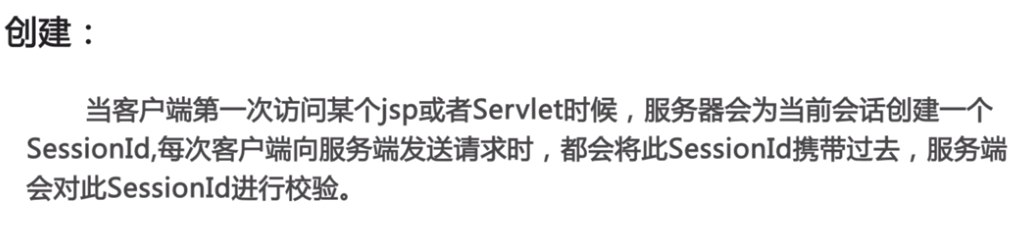 创建：
当客户端第一次访问某个jsp或者Servlet时候，服务器会为当前会话创建一个
SessionId,每次客户端向服务端发送请求时，都会将此SessionId携带过去，服务端
会对此SessionId进行校验。